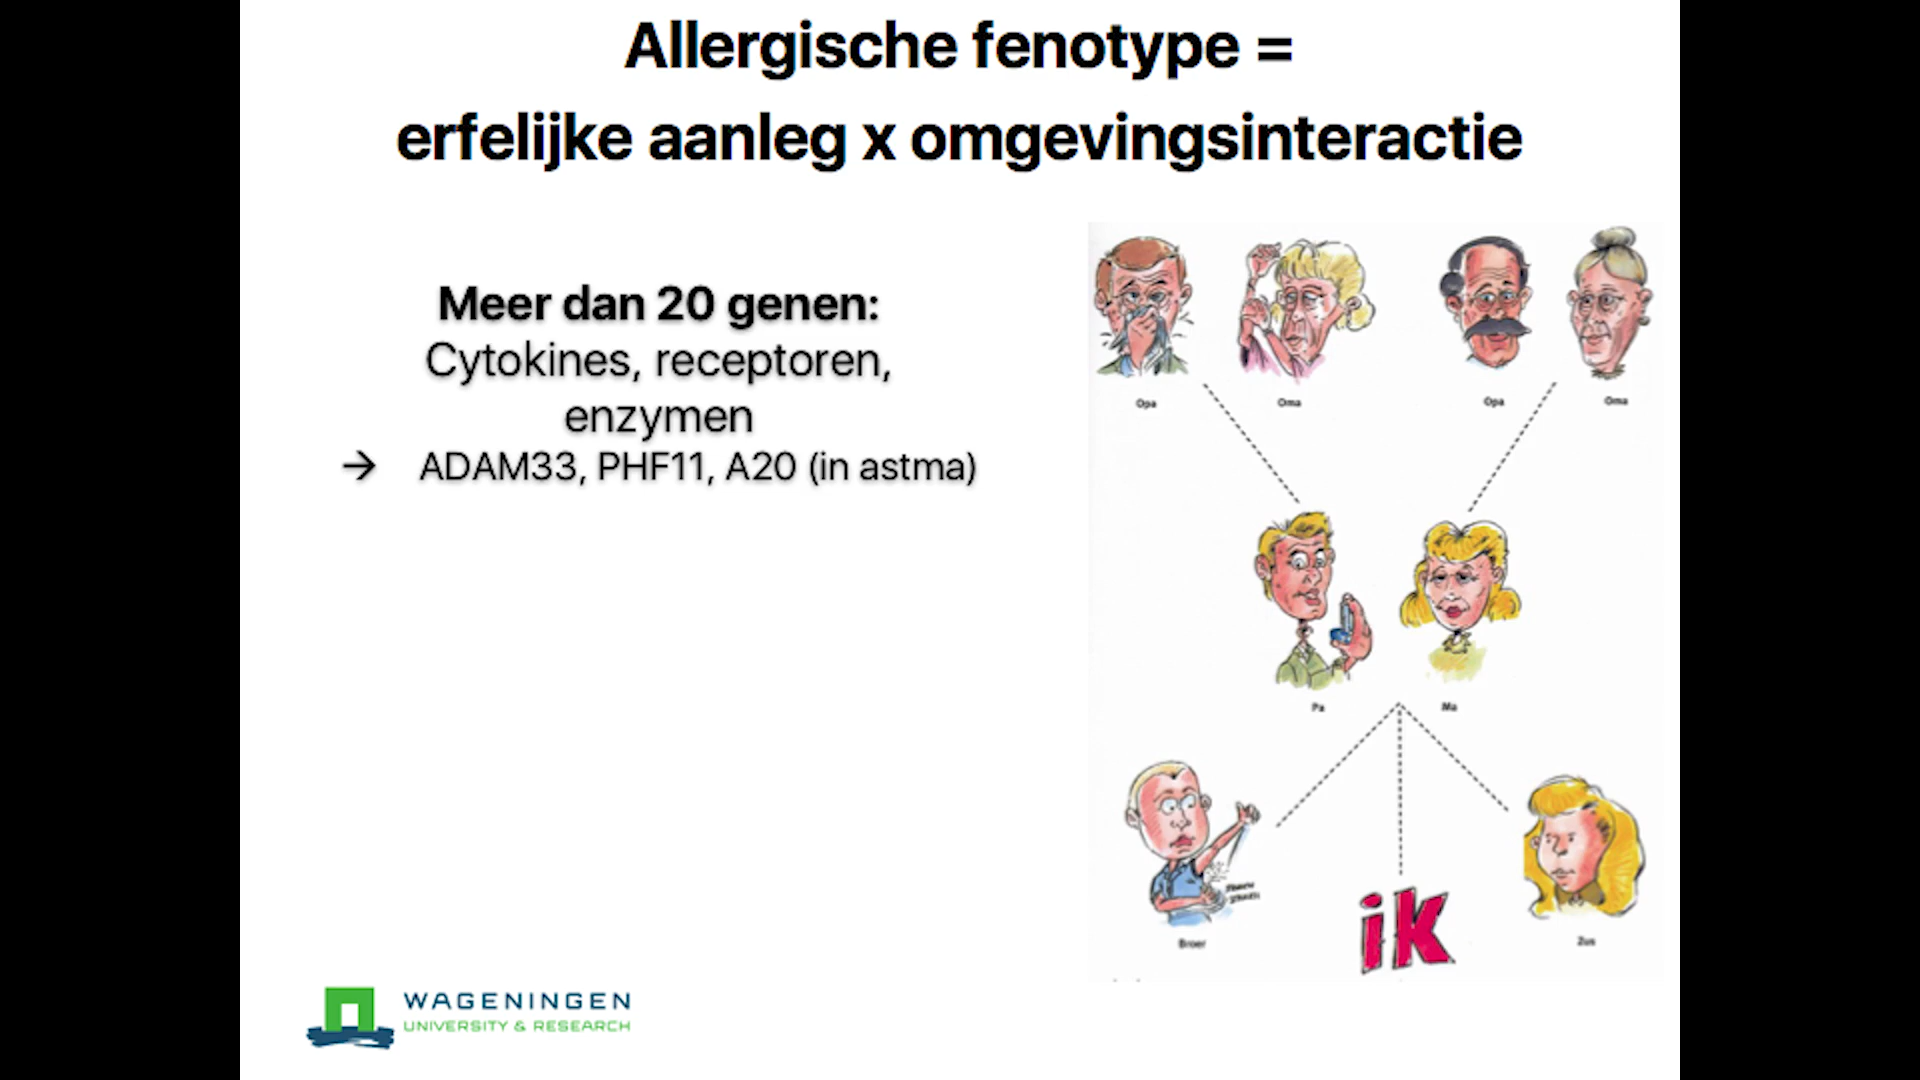 Allergische fenotype =
erfelijke aanleg x omgevingsinteractie
Meer dan 20 genen:
Cytokines, receptoren,
enzymen
→ ADAM33, PHF11, A20 (in astma)
Opa
Oma
Opa
Oma
Pa
Ma
Broer
ik
Zus
WAGENINGEN
UNIVERSITY & RESEARCH